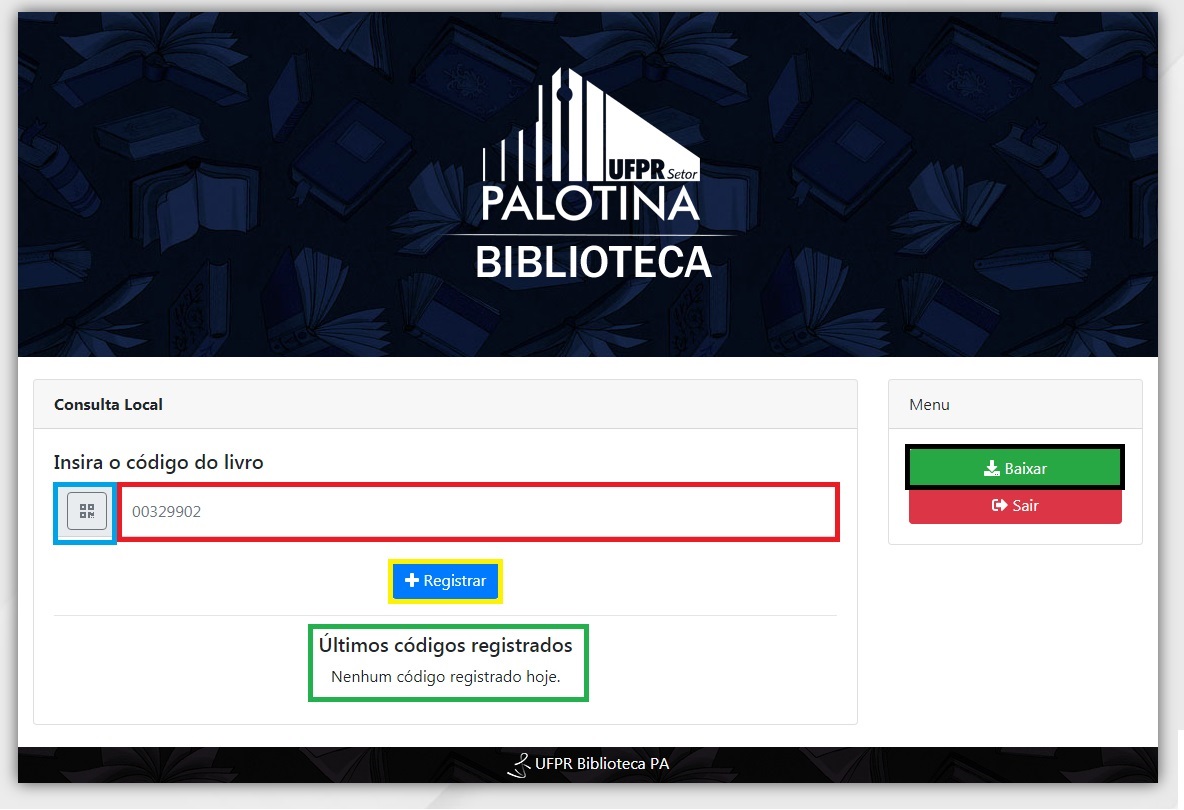 UFPR Setor
PALOTINA
BIBLIOTECA
Consulta Local
Menu
Insira o código do livro
00329902
Baixar
Sair
Registrar
Últimos códigos registrados
Nenhum código registrado hoje.
UFPR Biblioteca PA